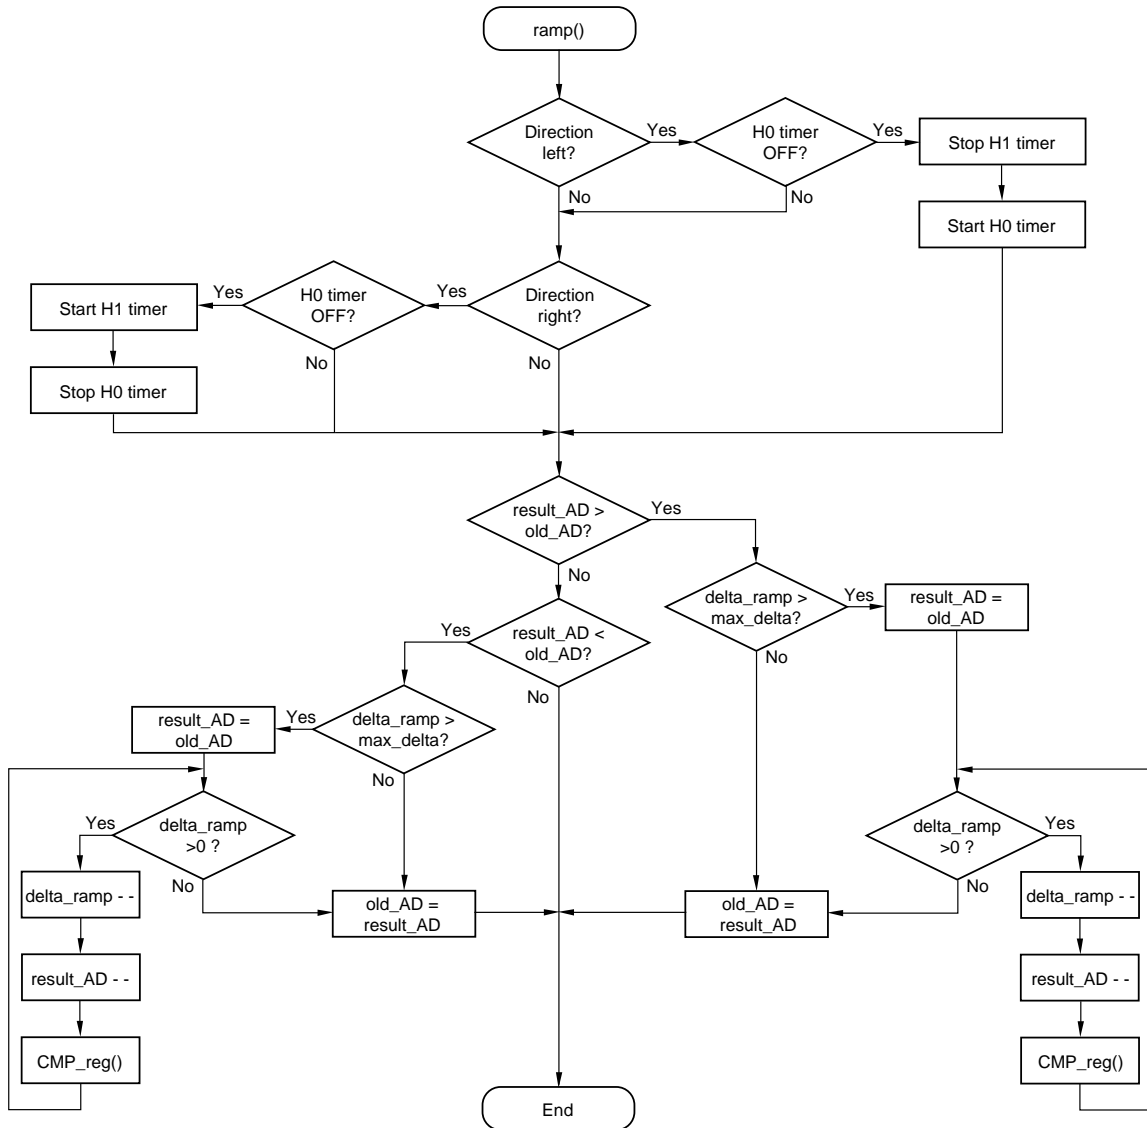 ramp()
Direction
left?
Yes
H0 timer
OFF?
Yes
Stop H1 timer
No
No
Start H0 timer
Start H1 timer
Yes
H0 timer
OFF?
Yes
Direction
right?
No
No
Stop H0 timer
result_AD >
old_AD?
Yes
No
delta_ramp >
max_delta?
Yes
result_AD =
old_AD
No
Yes
result_AD <
old_AD?
No
result_AD =
old_AD
Yes
delta_ramp >
max_delta?
No
Yes
delta_ramp
>0 ?
No
delta_ramp
>0 ?
Yes
No
delta_ramp - -
old_AD =
result_AD
old_AD =
result_AD
delta_ramp - -
result_AD - -
result_AD - -
CMP_reg()
CMP_reg()
End